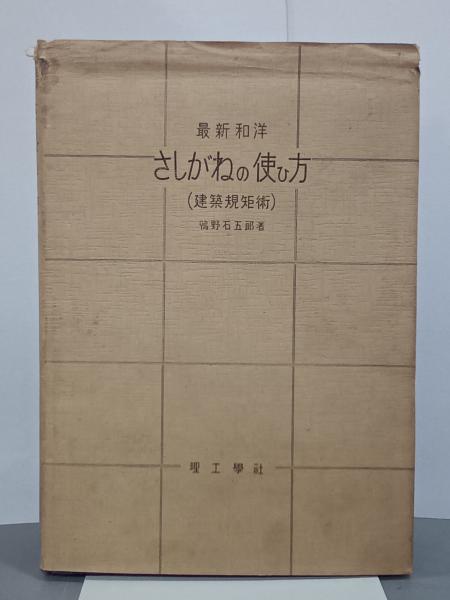 最新和洋
さしがねの使ひ方
(建築規矩術)
鴨野石五郎著
理工學社